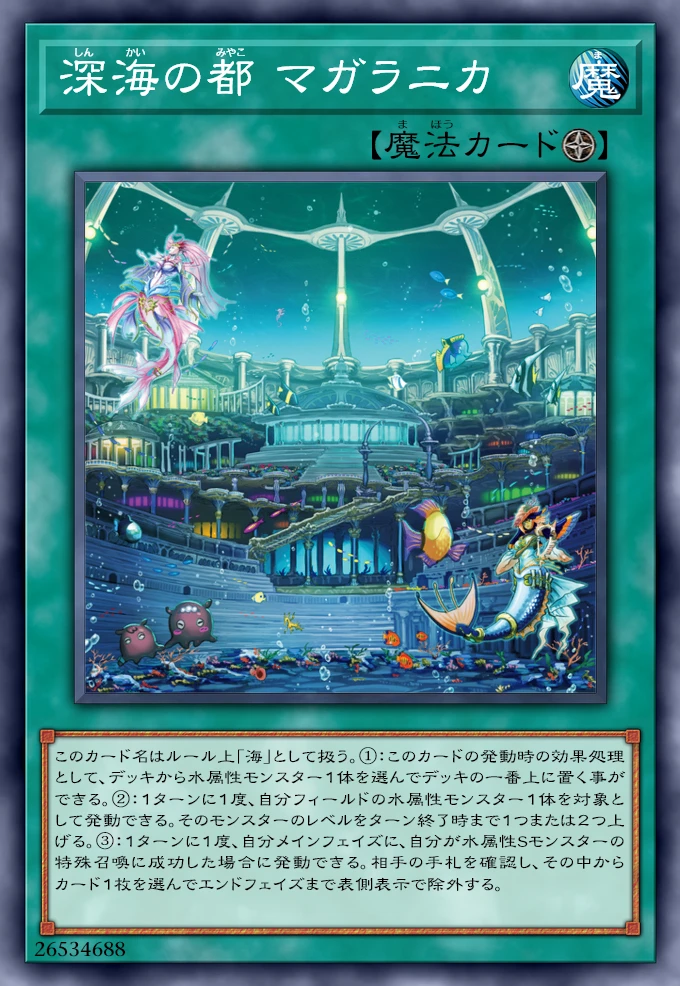 しん かい みやこ
深海の都 マガラニカ
ま
魔
ま ほう
【魔法カード】
このカード名はルール上「海」として扱う。①:このカードの発動時の効果処理
として、デッキから水属性モンスター1体を選んでデッキの一番上に置く事が
できる。②:1ターンに1度、自分フィールドの水属性モンスター1体を対象と
して発動できる。そのモンスターのレベルをターン終了時まで1つまたは2つ上
げる。③:1ターンに1度、自分メインフェイズに、自分が水属性Sモンスターの
特殊召喚に成功した場合に発動できる。相手の手札を確認し、その中から
カード1枚を選んでエンドフェイズまで表側表示で除外する。
26534688